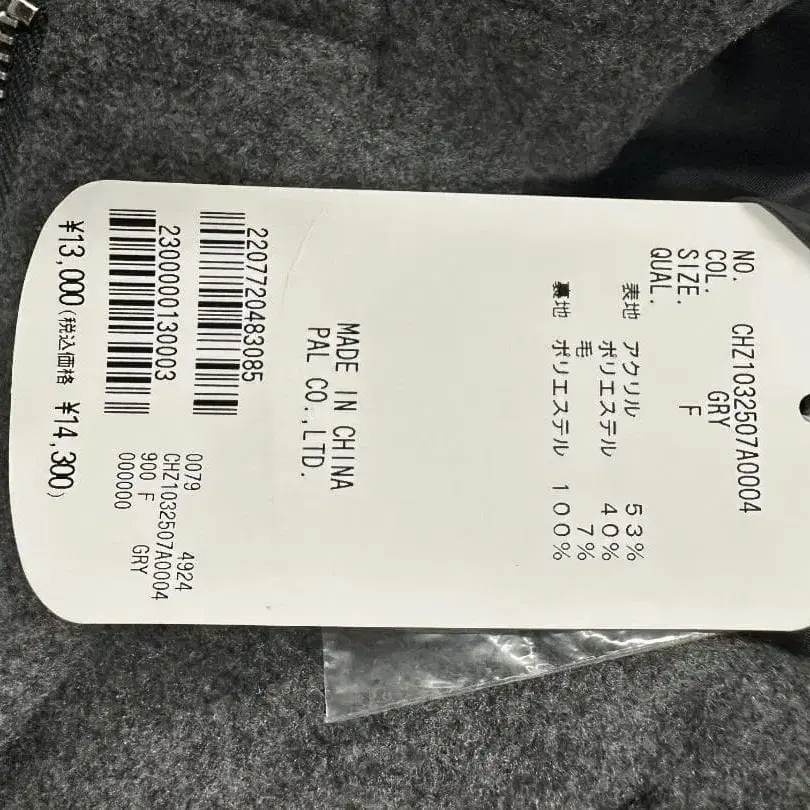 NO. CHZ1032507A0004
COL. GRY
SIZE. F
QUAL.
表地 アクリル 53%
ポリエステル 40%
毛 7%
裏地 ポリエステル 100%
MADE IN CHINA
PAL CO.,LTD.
2207720483085
2300000130003
0079 4924
CHZ1032507A0004
900 F GRY
000000
¥13,000(税込価格 ¥14,300)